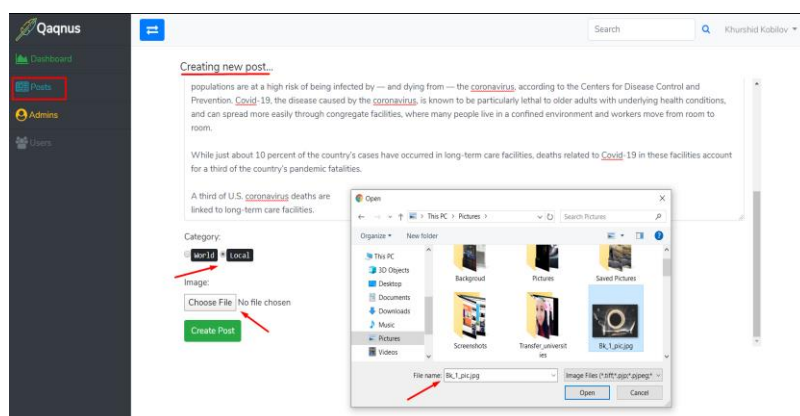 Qaqnus
Search
Khurshid Kobilov
Dashboard
Posts
Admins
Users
Creating new post...
populations are at a high risk of being infected by — and dying from — the coronavirus, according to the Centers for Disease Control and
Prevention. Covid-19, the disease caused by the coronavirus, is known to be particularly lethal to older adults with underlying health conditions,
and can spread more easily through congregate facilities, where many people live in a confined environment and workers move from room to
room.
While just about 10 percent of the country's cases have occurred in long-term care facilities, deaths related to Covid-19 in these facilities account
for a third of the country's pandemic fatalities.
A third of U.S. coronavirus deaths are
linked to long-term care facilities.
Category:
World Local
Image:
Choose File No file chosen
Create Post
Open
This PC > Pictures >
Search Pictures
Organize New folder
This PC
3D Objects
Desktop
Documents
Downloads
Music
Pictures
Videos
Backgroud Pictures Saved Pictures
Screenshots Transfer_universit
ies Bk_1_pic.jpg
File name: Bk_1_pic.jpg Image Files (*.tiff;*.pjp;*.pjpeg;*
Open Cancel